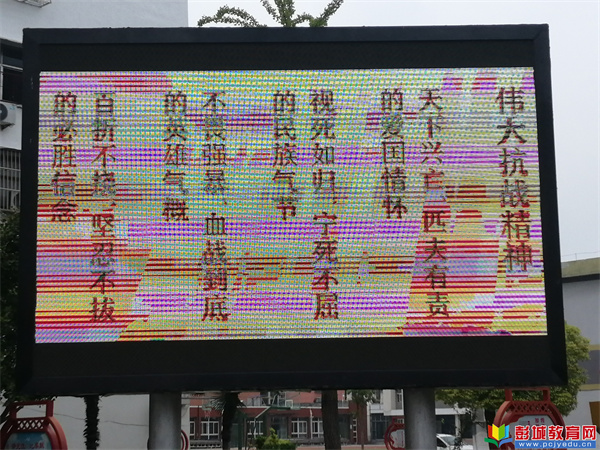 伟大抗战精神
天下兴亡、匹夫有责
的爱国情怀
视死如归、宁死不屈
的民族气节
不畏强暴、血战到底
的英雄气概
百折不挠、坚忍不拔
的必胜信念
彭城教育网
www.pcjyedu.cn